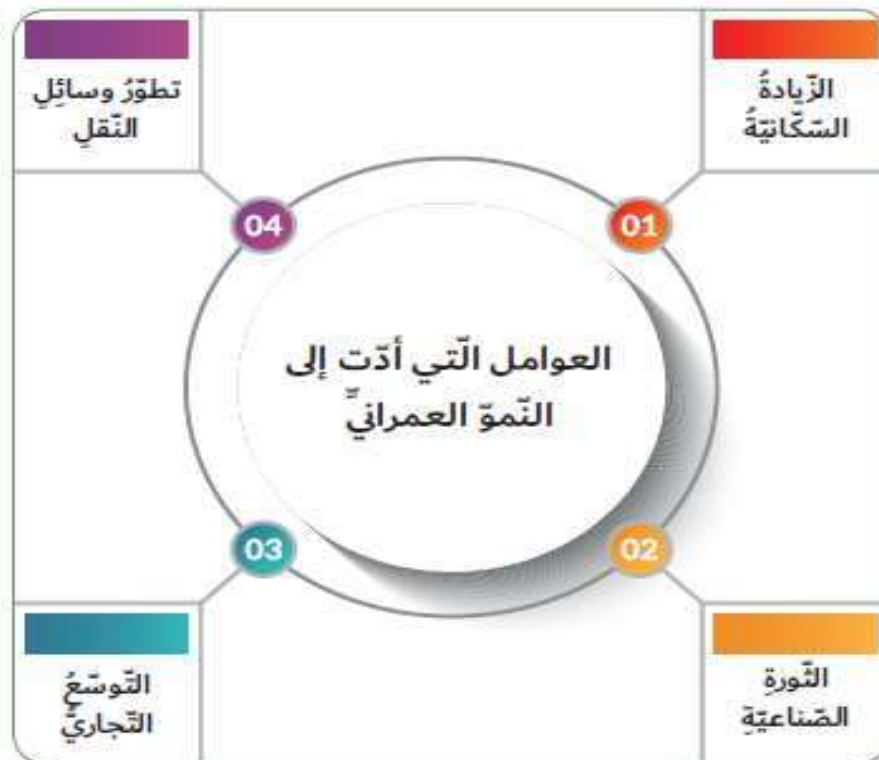 العوامل الّتي أدّت إلى
النّموّ العمرانيِّ
01
الزّيادةُ
السّكّانيّةُ
02
الثّورةِ
الصّناعيّةِ
03
التّوسّعُ
التّجاريُّ
04
تطوّرُ وسائِلِ
النّقلِ